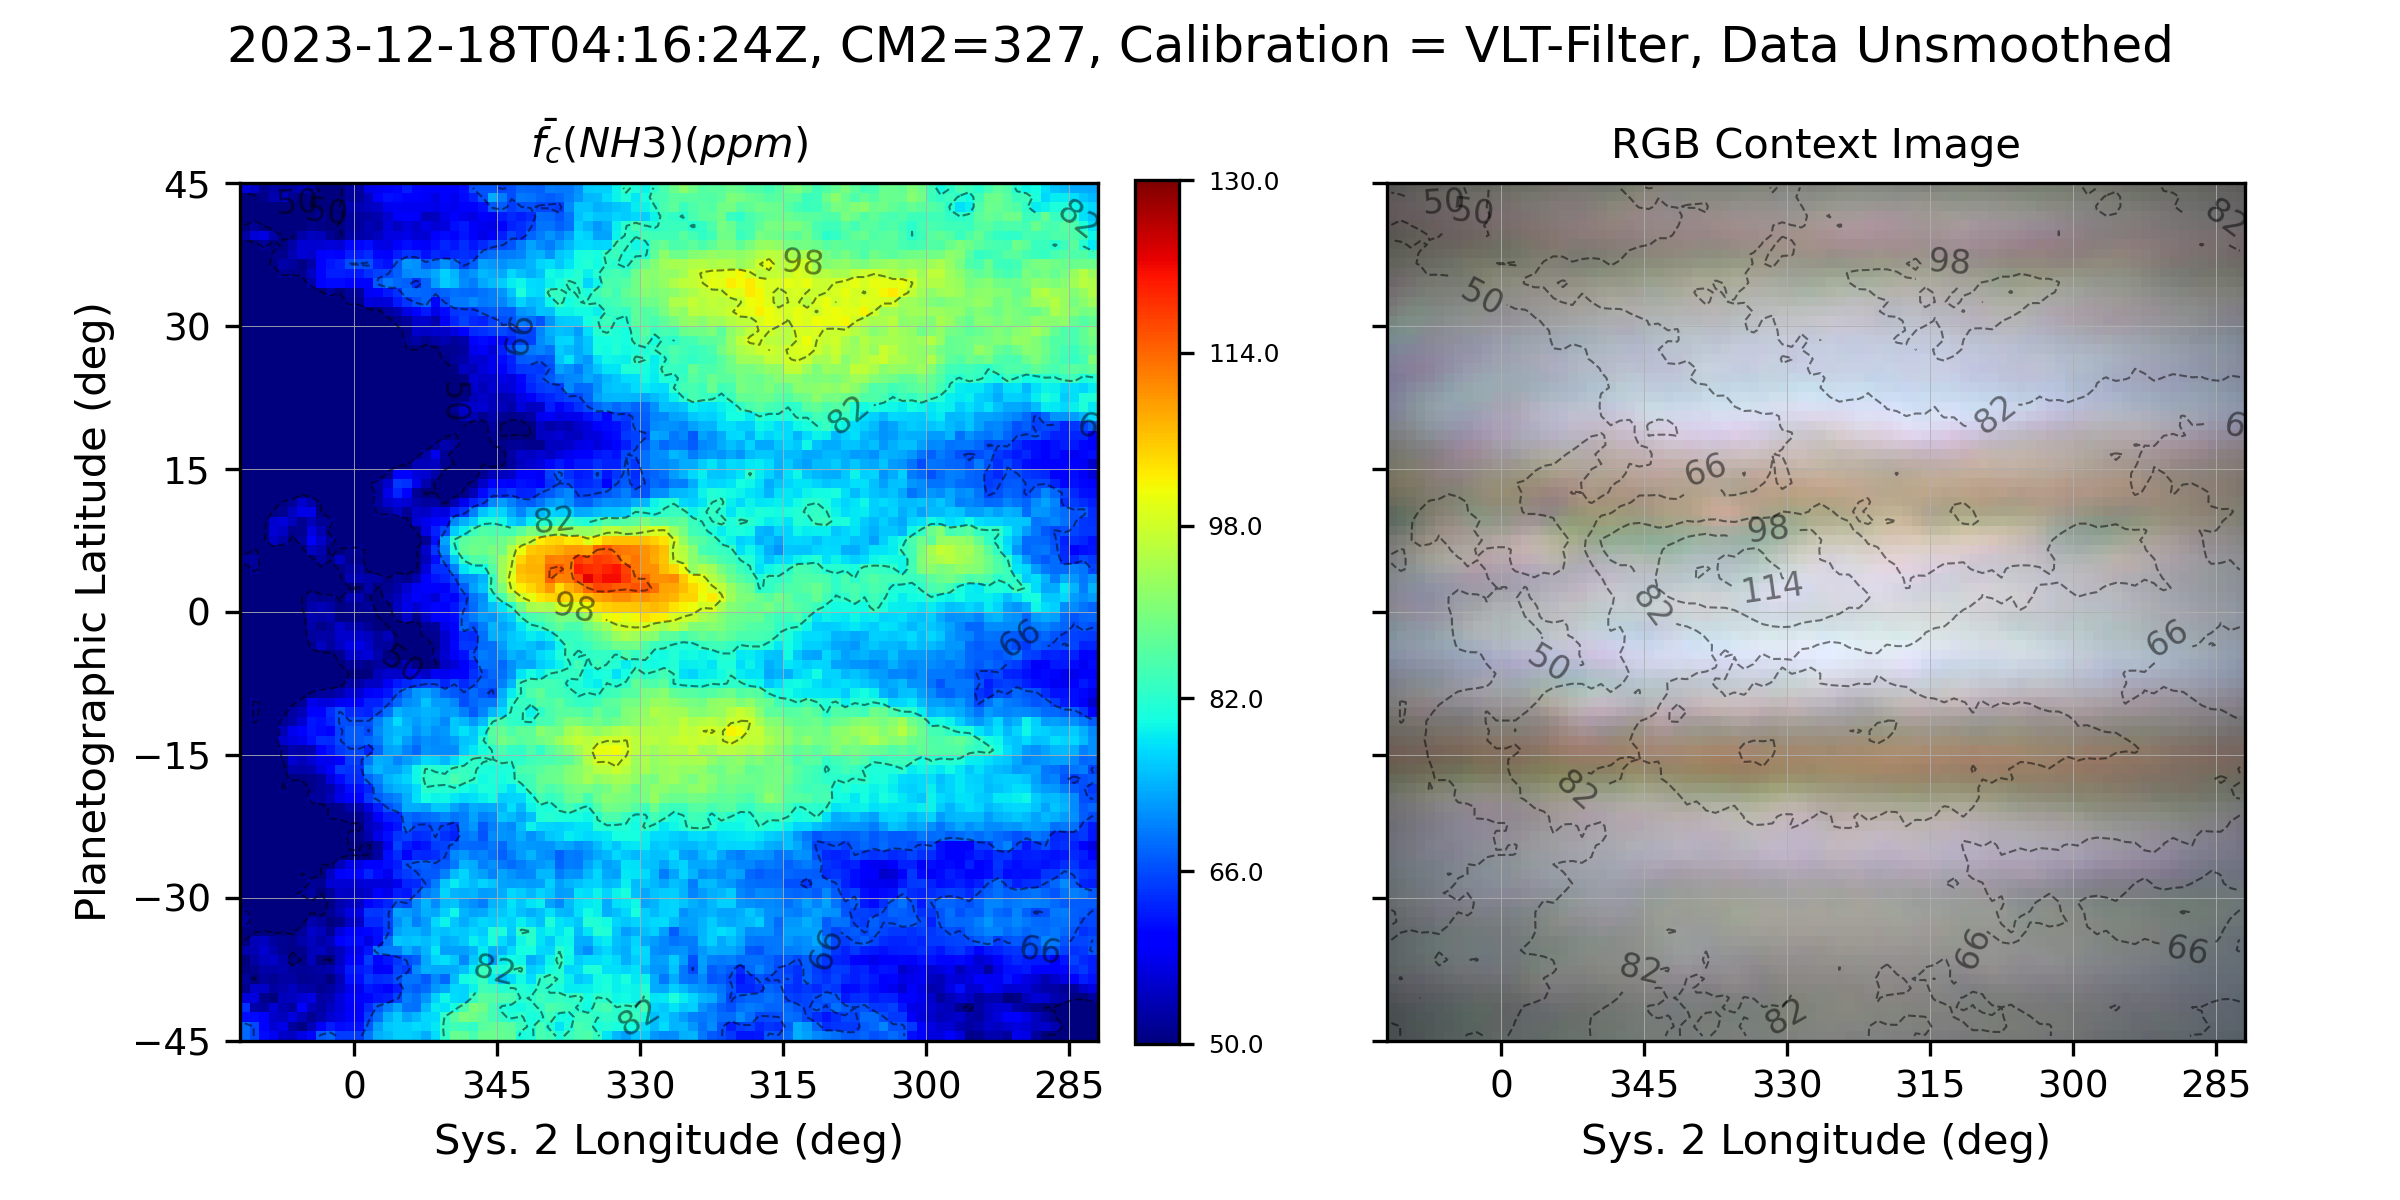 2023-12-18T04:16:24Z, CM2=327, Calibration = VLT-Filter, Data Unsmoothed
f̄c(NH3)(ppm)
RGB Context Image
Planetographic Latitude (deg)
45
30
15
0
−15
−30
−45
0 345 330 315 300 285
Sys. 2 Longitude (deg)
50 50 82 98 66 50 82 6
82 98 66 50
82 66 66 82
130.0
114.0
98.0
82.0
66.0
50.0
50 50 82 98 50 82 6
66 98 114 82 66 50
82 82 66 66 82
0 345 330 315 300 285
Sys. 2 Longitude (deg)